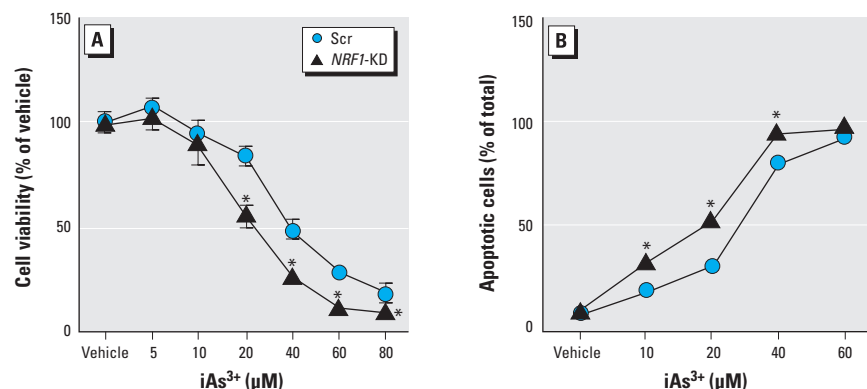 A
Scr
NRF1-KD
Cell viability (% of vehicle)
150
100
50
0
*
*
*
*
Vehicle 5 10 20 40 60 80
iAs³⁺ (μM)
B
Apoptotic cells (% of total)
150
100
50
0
*
*
*
Vehicle 10 20 40 60
iAs³⁺ (μM)